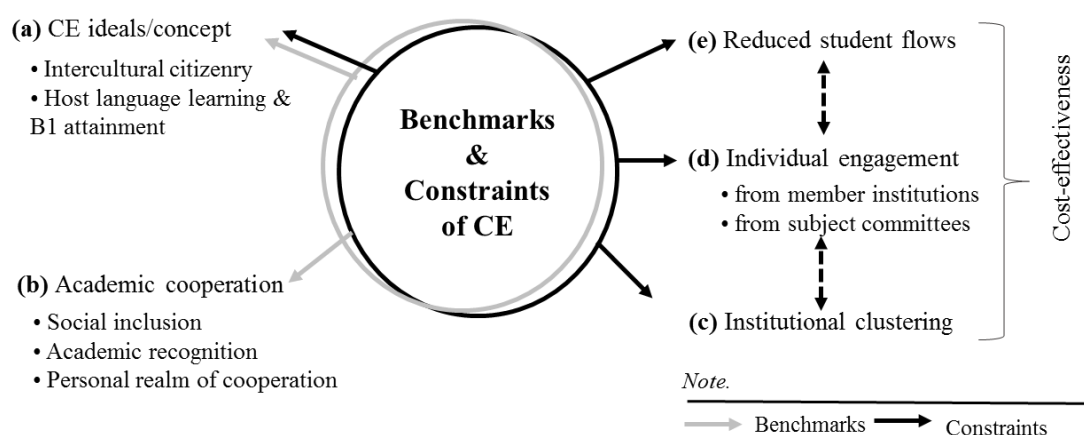 (a) CE ideals/concept
• Intercultural citizenry
• Host language learning &
B1 attainment
(b) Academic cooperation
• Social inclusion
• Academic recognition
• Personal realm of cooperation
Benchmarks
&
Constraints
of CE
(e) Reduced student flows
(d) Individual engagement
• from member institutions
• from subject committees
(c) Institutional clustering
Cost-effectiveness
Note.
Benchmarks
Constraints